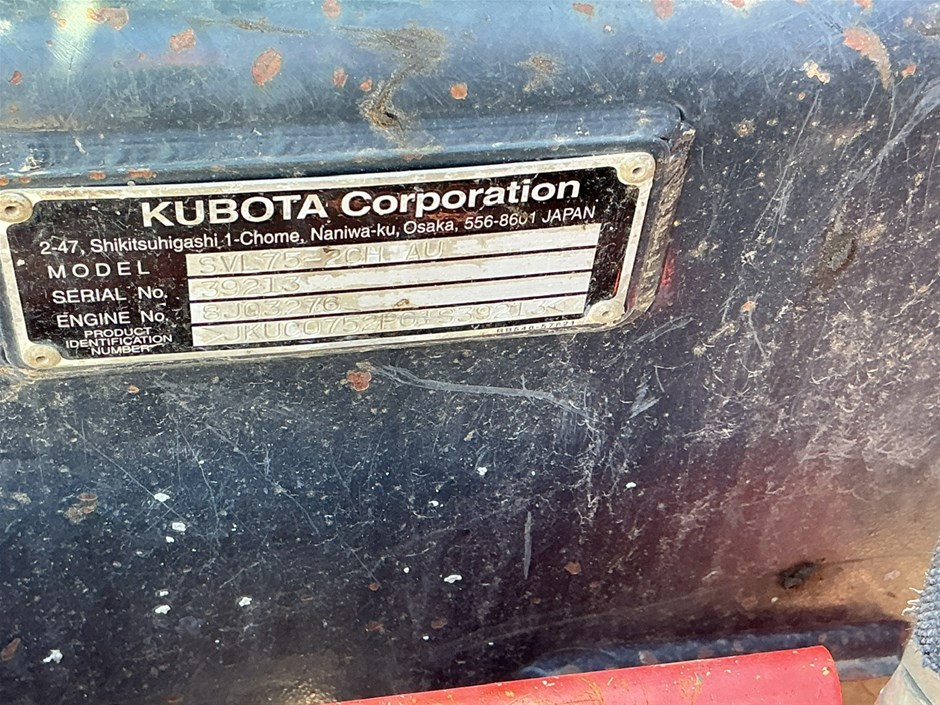 KUBOTA Corporation
2-47, Shikitsuhigashi 1-Chome, Naniwa-ku, Osaka, 556-8601 JAPAN
MODEL SVL75-2CH AU
SERIAL No. 39213
ENGINE No. 8JQ3276
PRODUCT
IDENTIFICATION
NUMBER